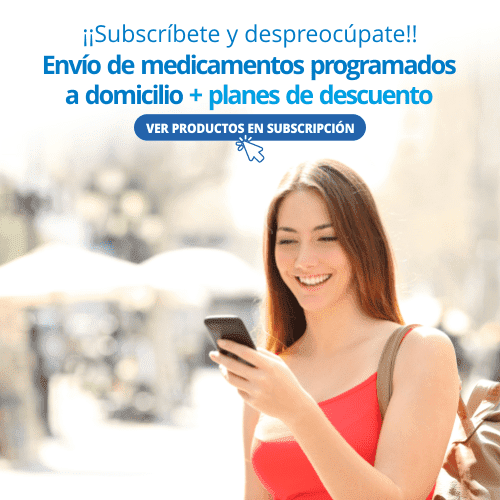 ¡¡Subscríbete y despreocúpate!!
Envío de medicamentos programados
a domicilio + planes de descuento
VER PRODUCTOS EN SUBSCRIPCIÓN